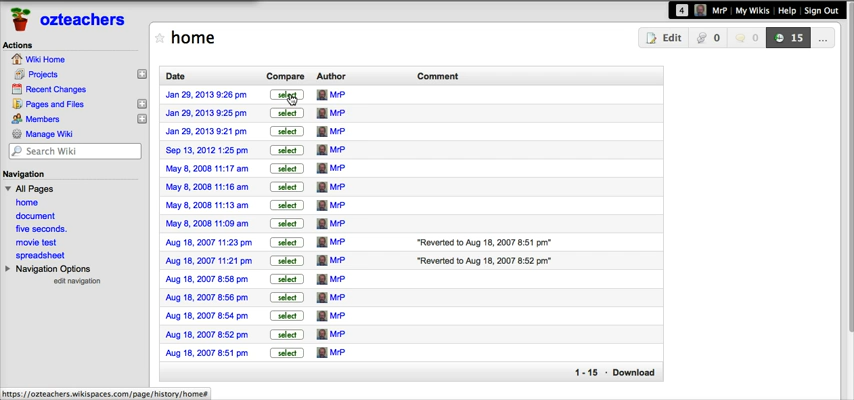 ozteachers
4 MrP | My Wikis | Help | Sign Out
Actions
Wiki Home
Projects
Recent Changes
Pages and Files
Members
Manage Wiki
Search Wiki
Navigation
All Pages
home
document
five seconds.
movie test
spreadsheet
Navigation Options
edit navigation
home
Edit 0 0 15 ...
Date Compare Author Comment
Jan 29, 2013 9:26 pm select MrP
Jan 29, 2013 9:25 pm select MrP
Jan 29, 2013 9:21 pm select MrP
Sep 13, 2012 1:25 pm select MrP
May 8, 2008 11:17 am select MrP
May 8, 2008 11:16 am select MrP
May 8, 2008 11:13 am select MrP
May 8, 2008 11:09 am select MrP
Aug 18, 2007 11:23 pm select MrP "Reverted to Aug 18, 2007 8:51 pm"
Aug 18, 2007 11:21 pm select MrP "Reverted to Aug 18, 2007 8:52 pm"
Aug 18, 2007 8:58 pm select MrP
Aug 18, 2007 8:56 pm select MrP
Aug 18, 2007 8:54 pm select MrP
Aug 18, 2007 8:52 pm select MrP
Aug 18, 2007 8:51 pm select MrP
1 - 15 · Download
https://ozteachers.wikispaces.com/page/history/home#